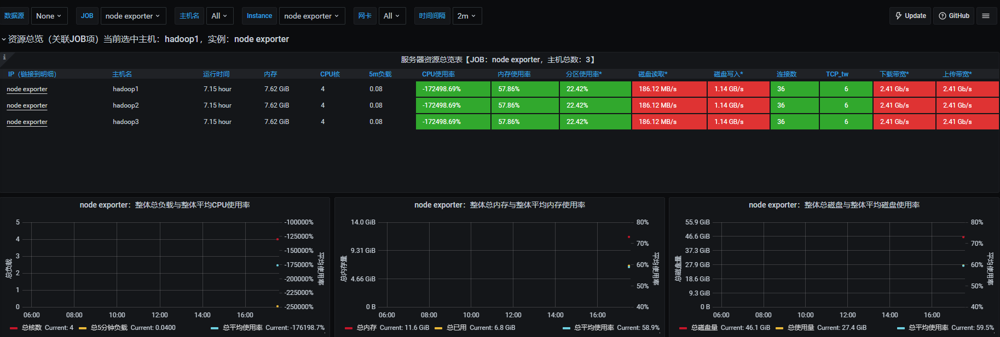 数据源 None JOB node exporter 主机名 All Instance node exporter 网卡 All 时间间隔 2m Update GitHub
资源总览（关联JOB项）当前选中主机：hadoop1，实例：node exporter
服务器资源总览表【JOB：node exporter，主机总数：3】
IP（链接到明细） 主机名 运行时间 内存 CPU核 5m负载 CPU使用率 内存使用率 分区使用率* 磁盘读取* 磁盘写入* 连接数 TCP_tw 下载带宽* 上传带宽*
node exporter hadoop1 7.15 hour 7.62 GiB 4 0.08 -172498.69% 57.86% 22.42% 186.12 MB/s 1.14 GB/s 36 6 2.41 Gb/s 2.41 Gb/s
node exporter hadoop2 7.15 hour 7.62 GiB 4 0.08 -172498.69% 57.86% 22.42% 186.12 MB/s 1.14 GB/s 36 6 2.41 Gb/s 2.41 Gb/s
node exporter hadoop3 7.15 hour 7.62 GiB 4 0.08 -172498.69% 57.86% 22.42% 186.12 MB/s 1.14 GB/s 36 6 2.41 Gb/s 2.41 Gb/s
node exporter：整体总负载与整体平均CPU使用率
5 -100000%
4 -125000%
3 -150000%
2 -175000%
1 -200000%
0 -225000%
-250000%
总负载
平均使用率
06:00 08:00 10:00 12:00 14:00 16:00
总核数 Current: 4 总5分钟负载 Current: 0.0400 总平均使用率 Current: -176198.7%
node exporter：整体总内存与整体平均内存使用率
14.0 GiB 80%
9.31 GiB 70%
4.66 GiB 60%
0 B 50%
40%
总内存量
平均使用率
06:00 08:00 10:00 12:00 14:00 16:00
总内存 Current: 11.6 GiB 总已用 Current: 6.8 GiB 总平均使用率 Current: 58.9%
node exporter：整体总磁盘与整体平均磁盘使用率
55.9 GiB 80%
46.6 GiB 70%
37.3 GiB 60%
27.9 GiB 50%
18.6 GiB 40%
9.3 GiB
0 B
总磁盘量
平均使用率
06:00 08:00 10:00 12:00 14:00 16:00
总磁盘量 Current: 46.1 GiB 总使用量 Current: 27.4 GiB 总平均使用率 Current: 59.5%